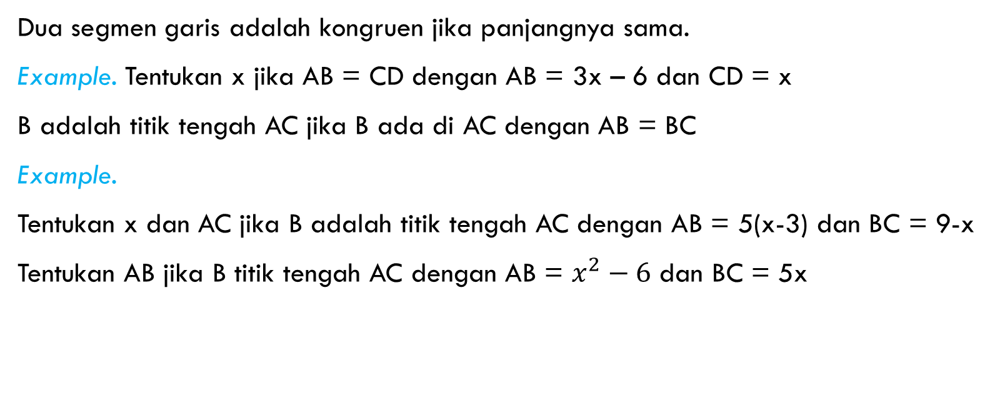 Dua segmen garis adalah kongruen jika panjangnya sama.
Example. Tentukan x jika AB = CD dengan AB = 3x – 6 dan CD = x
B adalah titik tengah AC jika B ada di AC dengan AB = BC
Example.
Tentukan x dan AC jika B adalah titik tengah AC dengan AB = 5(x-3) dan BC = 9-x
Tentukan AB jika B titik tengah AC dengan AB = 𝑥² − 6 dan BC = 5x